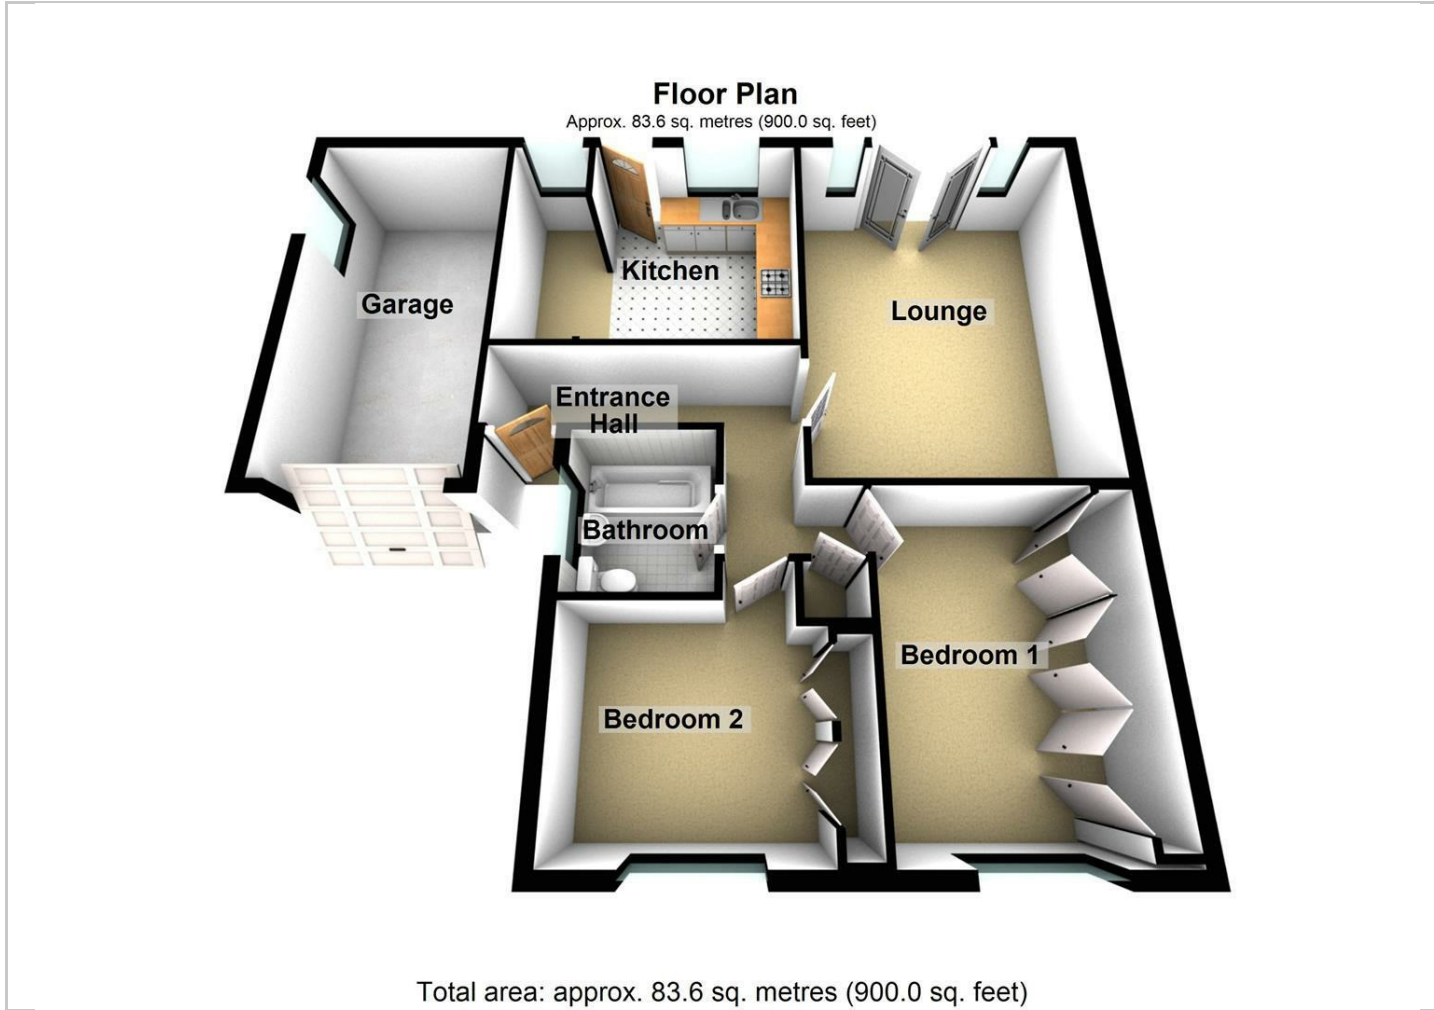 Floor Plan
Approx. 83.6 sq. metres (900.0 sq. feet)
Garage
Kitchen
Lounge
Entrance
Hall
Bathroom
Bedroom 1
Bedroom 2
Total area: approx. 83.6 sq. metres (900.0 sq. feet)